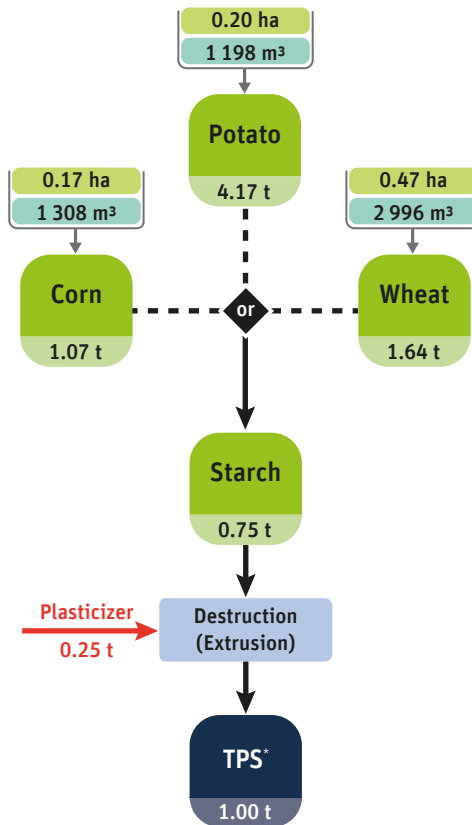 0.20 ha
1 198 m³
Potato
4.17 t
0.17 ha
1 308 m³
Corn
1.07 t
or
0.47 ha
2 996 m³
Wheat
1.64 t
Starch
0.75 t
Plasticizer
0.25 t
Destruction
(Extrusion)
TPS*
1.00 t